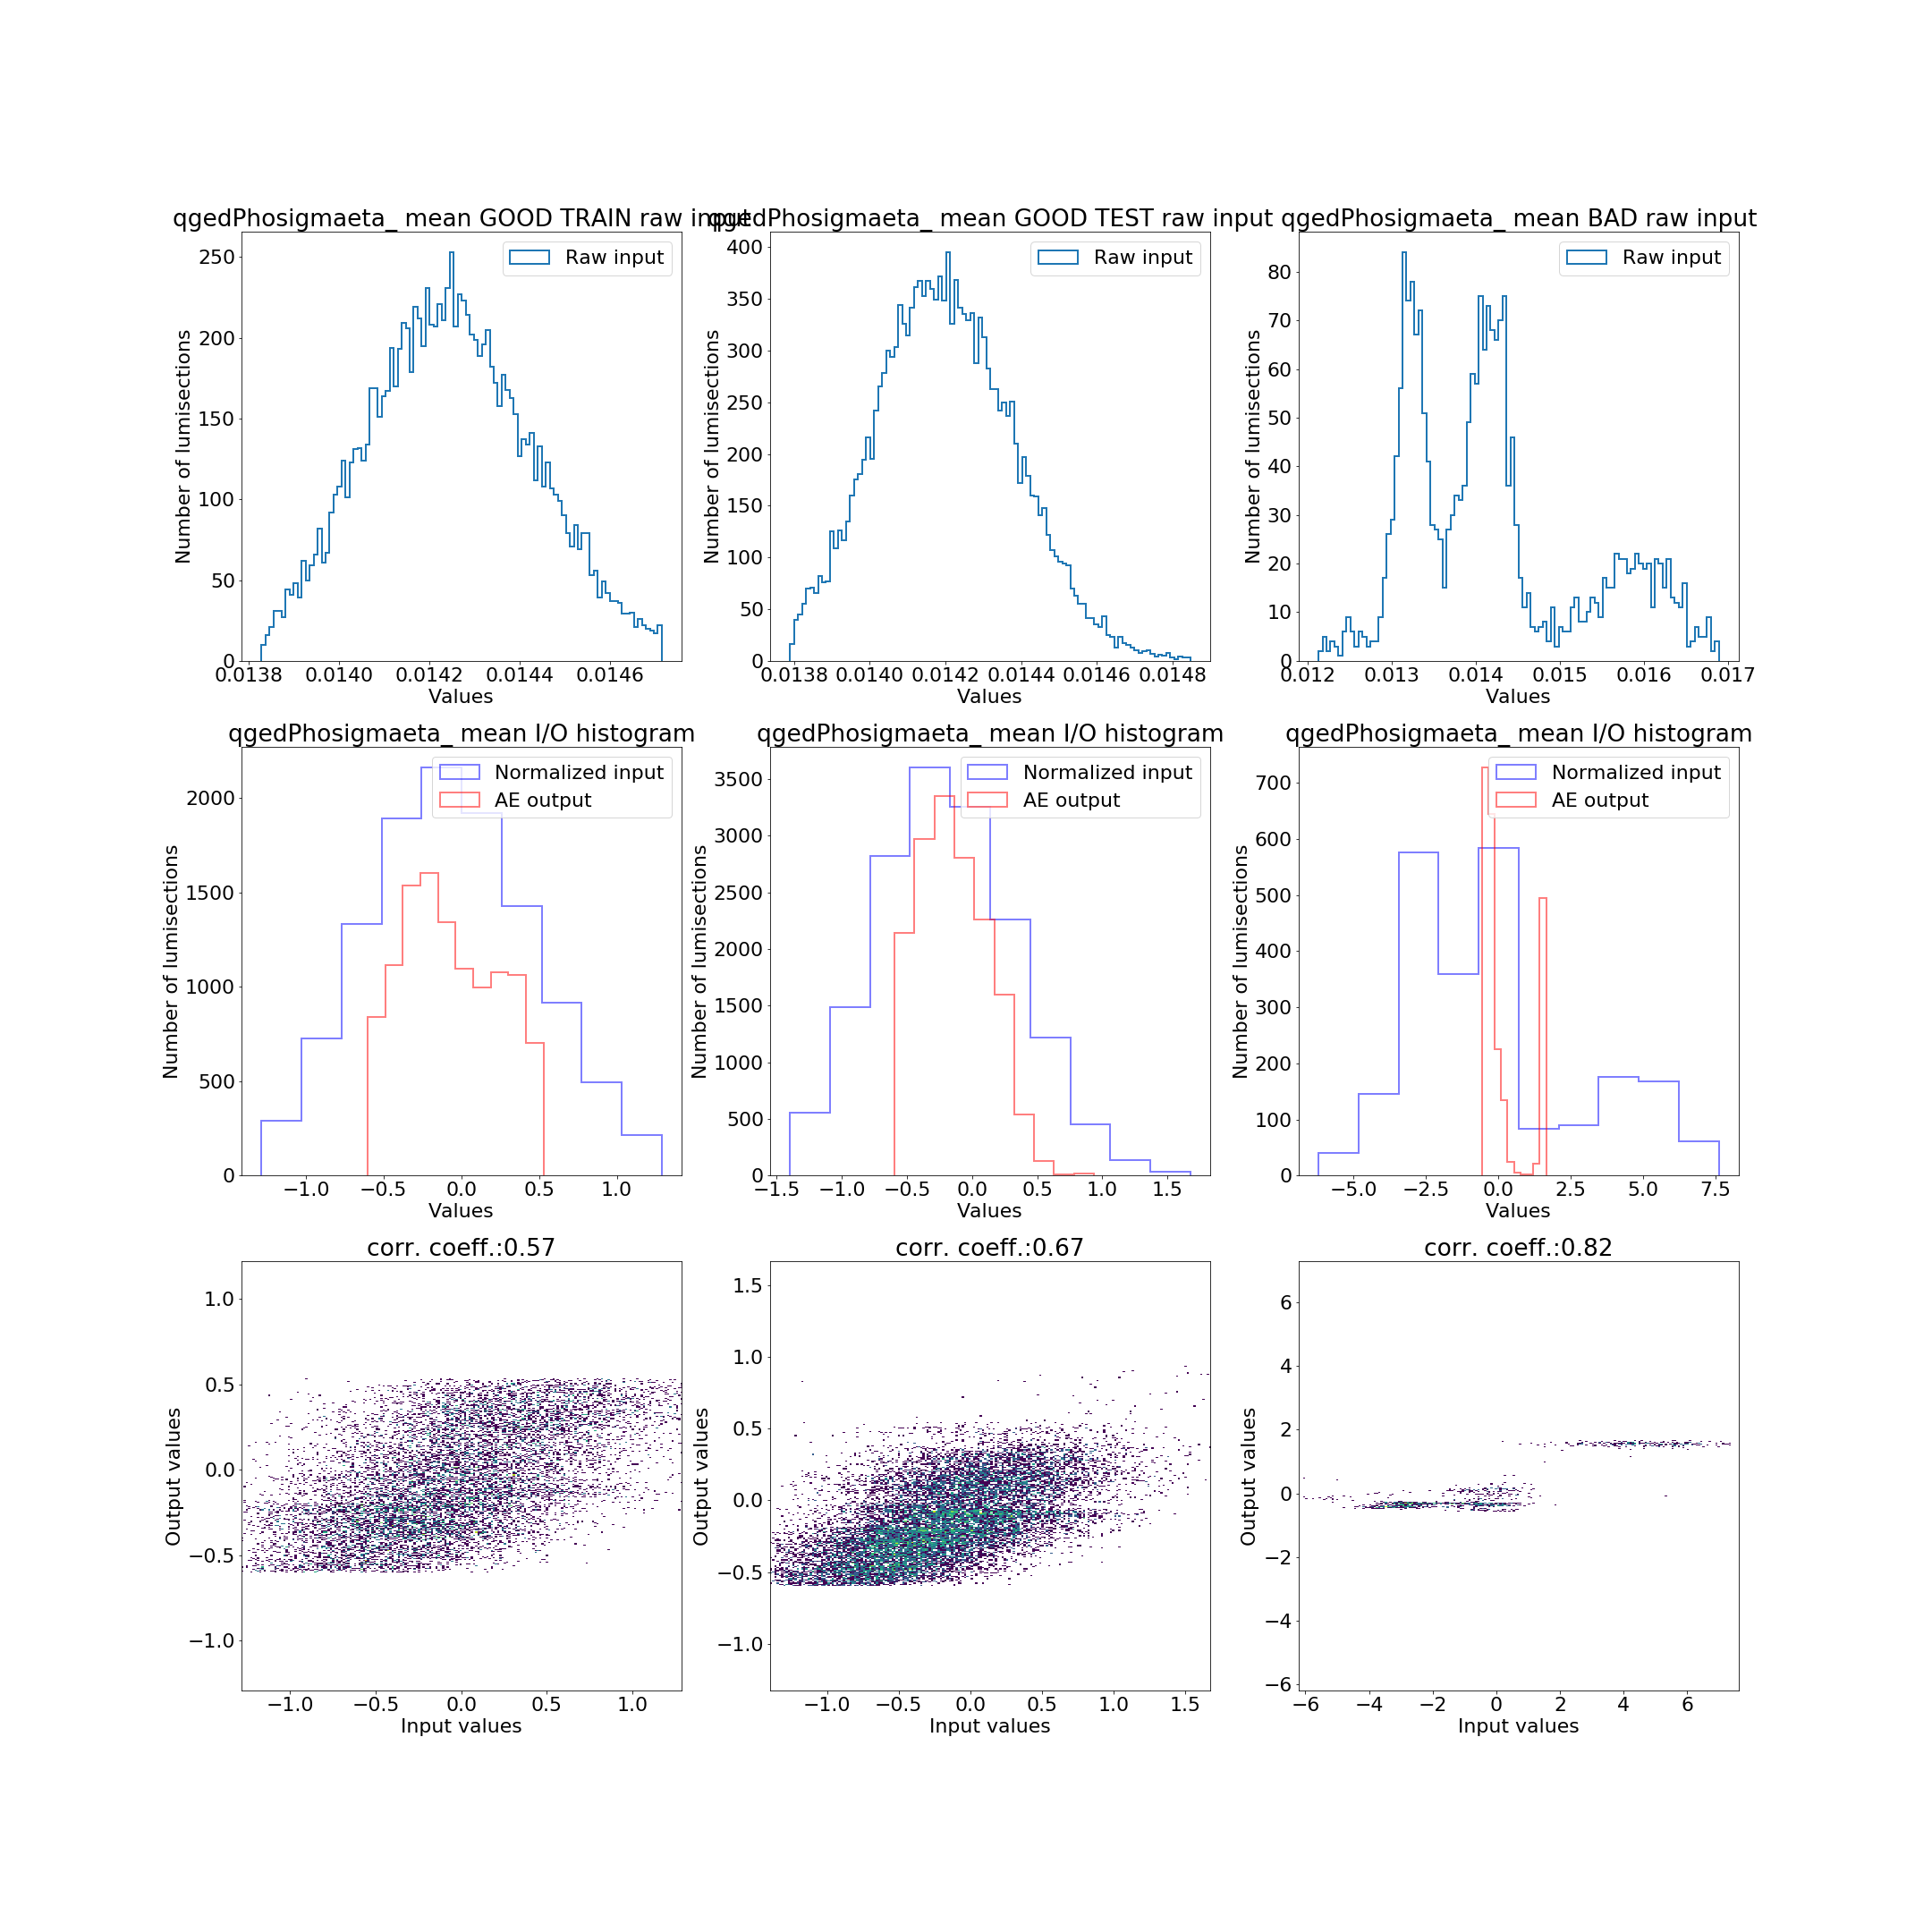 qgedPhosigmaeta_ mean GOOD TRAIN raw input
qgedPhosigmaeta_ mean GOOD TEST raw input
qgedPhosigmaeta_ mean BAD raw input
Raw input
Raw input
Raw input
Number of lumisections
Number of lumisections
Number of lumisections
250
200
150
100
50
0
400
350
300
250
200
150
100
50
0
80
70
60
50
40
30
20
10
0
0.0138 0.0140 0.0142 0.0144 0.0146
0.0138 0.0140 0.0142 0.0144 0.0146 0.0148
0.012 0.013 0.014 0.015 0.016 0.017
Values
Values
Values
qgedPhosigmaeta_ mean I/O histogram
qgedPhosigmaeta_ mean I/O histogram
qgedPhosigmaeta_ mean I/O histogram
Normalized input
AE output
Normalized input
AE output
Normalized input
AE output
Number of lumisections
Number of lumisections
Number of lumisections
2000
1500
1000
500
0
3500
3000
2500
2000
1500
1000
500
0
700
600
500
400
300
200
100
0
−1.0 −0.5 0.0 0.5 1.0
−1.5 −1.0 −0.5 0.0 0.5 1.0 1.5
−5.0 −2.5 0.0 2.5 5.0 7.5
Values
Values
Values
corr. coeff.:0.57
corr. coeff.:0.67
corr. coeff.:0.82
Output values
Output values
Output values
1.0
0.5
0.0
−0.5
−1.0
1.5
1.0
0.5
0.0
−0.5
−1.0
6
4
2
0
−2
−4
−6
−1.0 −0.5 0.0 0.5 1.0
−1.0 −0.5 0.0 0.5 1.0 1.5
−6 −4 −2 0 2 4 6
Input values
Input values
Input values